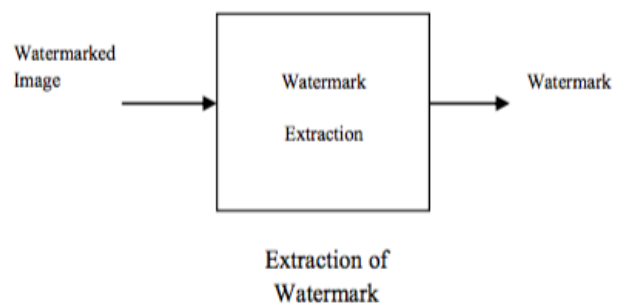 Watermarked
Image
Watermark
Extraction
Watermark
Extraction of
Watermark